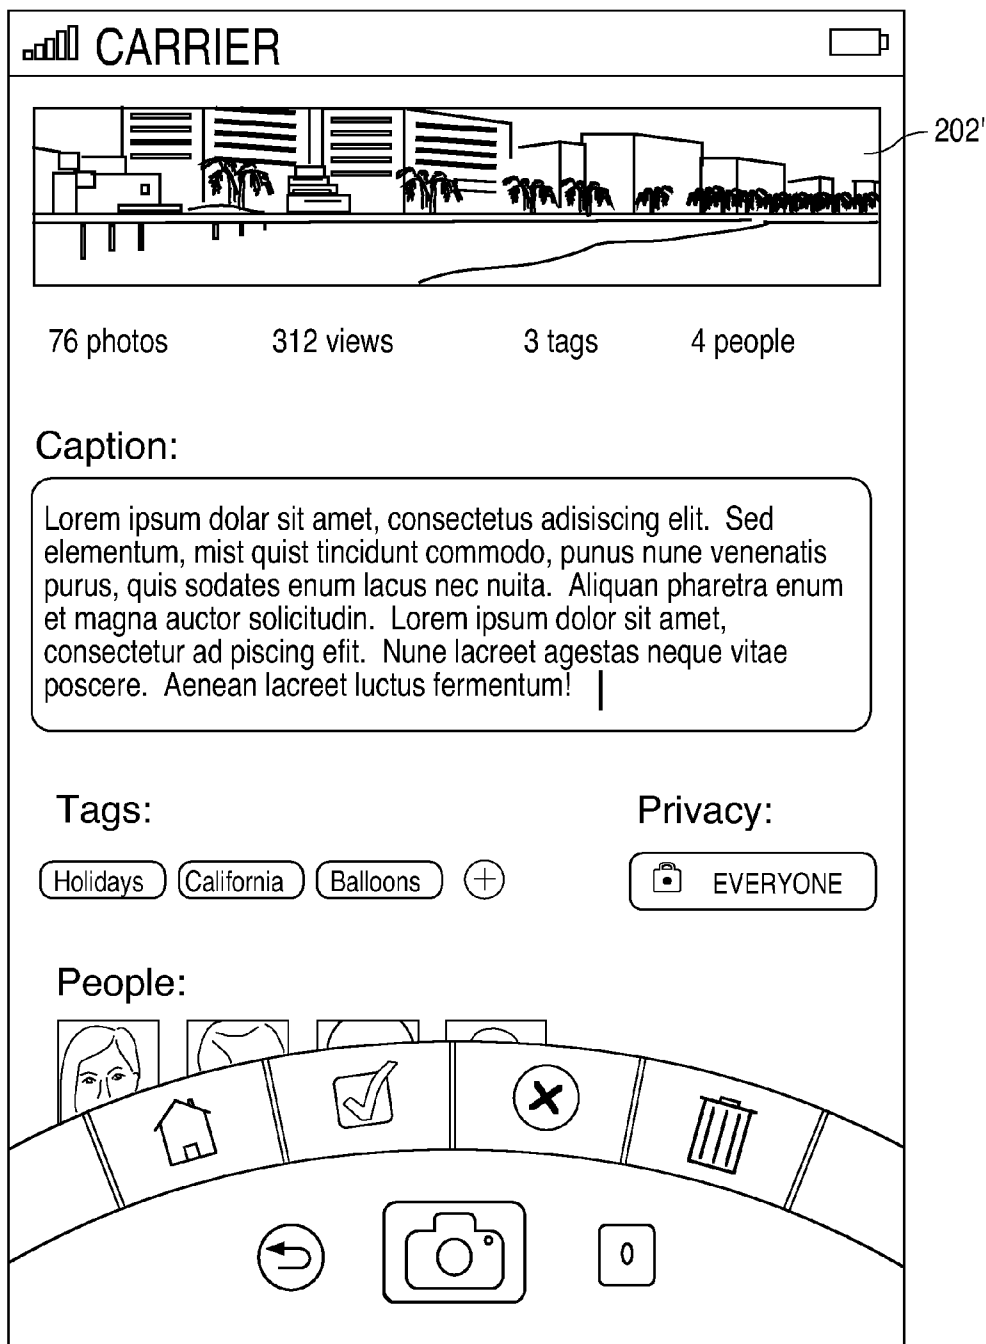 CARRIER
202'
76 photos 312 views 3 tags 4 people
Caption:
Lorem ipsum dolar sit amet, consectetus adisiscing elit. Sed
elementum, mist quist tincidunt commodo, punus nune venenatis
purus, quis sodates enum lacus nec nuita. Aliquan pharetra enum
et magna auctor solicitudin. Lorem ipsum dolor sit amet,
consectetur ad piscing efit. Nune lacreet agestas neque vitae
poscere. Aenean lacreet luctus fermentum!
Tags: Privacy:
Holidays California Balloons EVERYONE
People:
0